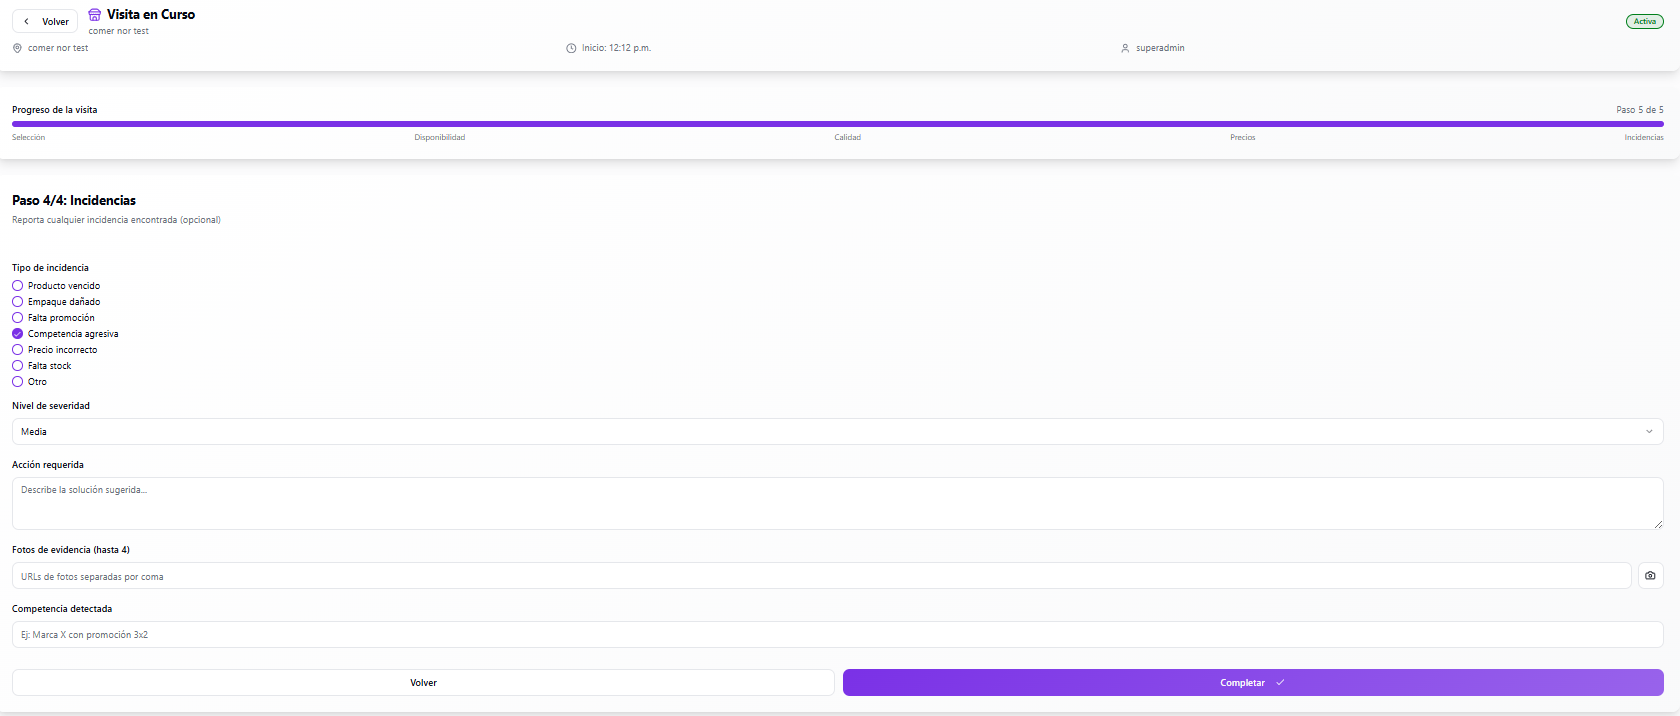 Volver
Visita en Curso
comer nor test
Activa
comer nor test
Inicio: 12:12 p.m.
superadmin
Progreso de la visita
Paso 5 de 5
Selección
Disponibilidad
Calidad
Precios
Incidencias
Paso 4/4: Incidencias
Reporta cualquier incidencia encontrada (opcional)
Tipo de incidencia
Producto vencido
Empaque dañado
Falta promoción
Competencia agresiva
Precio incorrecto
Falta stock
Otro
Nivel de severidad
Media
Acción requerida
Describe la solución sugerida...
Fotos de evidencia (hasta 4)
URLs de fotos separadas por coma
Competencia detectada
Ej: Marca X con promoción 3x2
Volver
Completar